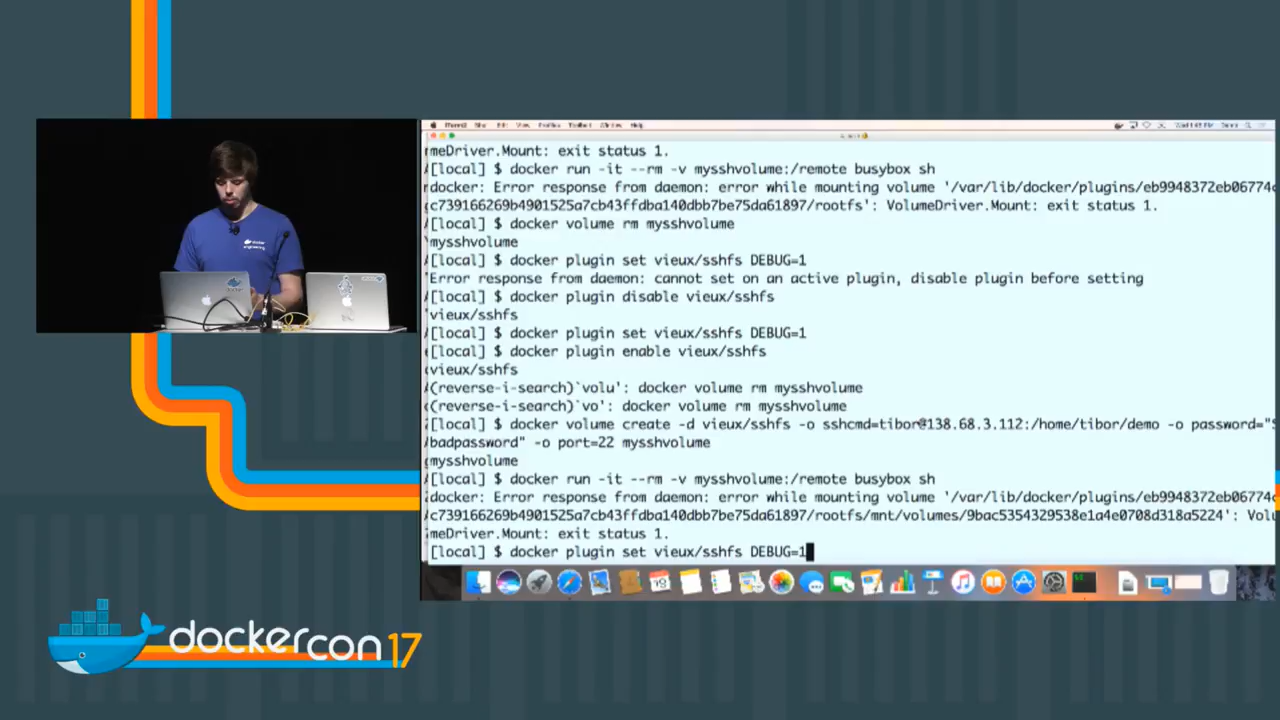 meDriver.Mount: exit status 1.
[local] $ docker run -it --rm -v mysshvolume:/remote busybox sh
docker: Error response from daemon: error while mounting volume '/var/lib/docker/plugins/eb9948372eb06774c
c739166269b4901525a7cb43ffdba140dbb7be75da61897/rootfs': VolumeDriver.Mount: exit status 1.
[local] $ docker volume rm mysshvolume
mysshvolume
[local] $ docker plugin set vieux/sshfs DEBUG=1
Error response from daemon: cannot set on an active plugin, disable plugin before setting
[local] $ docker plugin disable vieux/sshfs
vieux/sshfs
[local] $ docker plugin set vieux/sshfs DEBUG=1
[local] $ docker plugin enable vieux/sshfs
vieux/sshfs
(reverse-i-search)`volu': docker volume rm mysshvolume
(reverse-i-search)`vo': docker volume rm mysshvolume
[local] $ docker volume create -d vieux/sshfs -o sshcmd=tibor@138.68.3.112:/home/tibor/demo -o password="S
badpassword" -o port=22 mysshvolume
mysshvolume
[local] $ docker run -it --rm -v mysshvolume:/remote busybox sh
docker: Error response from daemon: error while mounting volume '/var/lib/docker/plugins/eb9948372eb06774c
c739166269b4901525a7cb43ffdba140dbb7be75da61897/rootfs/mnt/volumes/9bac5354329538e1a4e0708d318a5224': Volu
meDriver.Mount: exit status 1.
[local] $ docker plugin set vieux/sshfs DEBUG=1
docker
engineering
dockercon 17